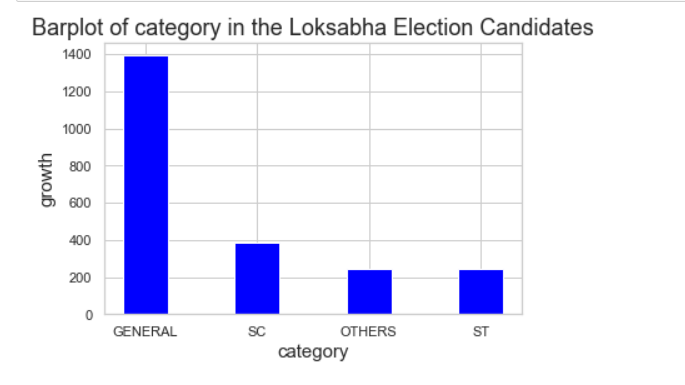 Barplot of category in the Loksabha Election Candidates
1400
1200
1000
800
600
400
200
0
growth
GENERAL SC OTHERS ST
category